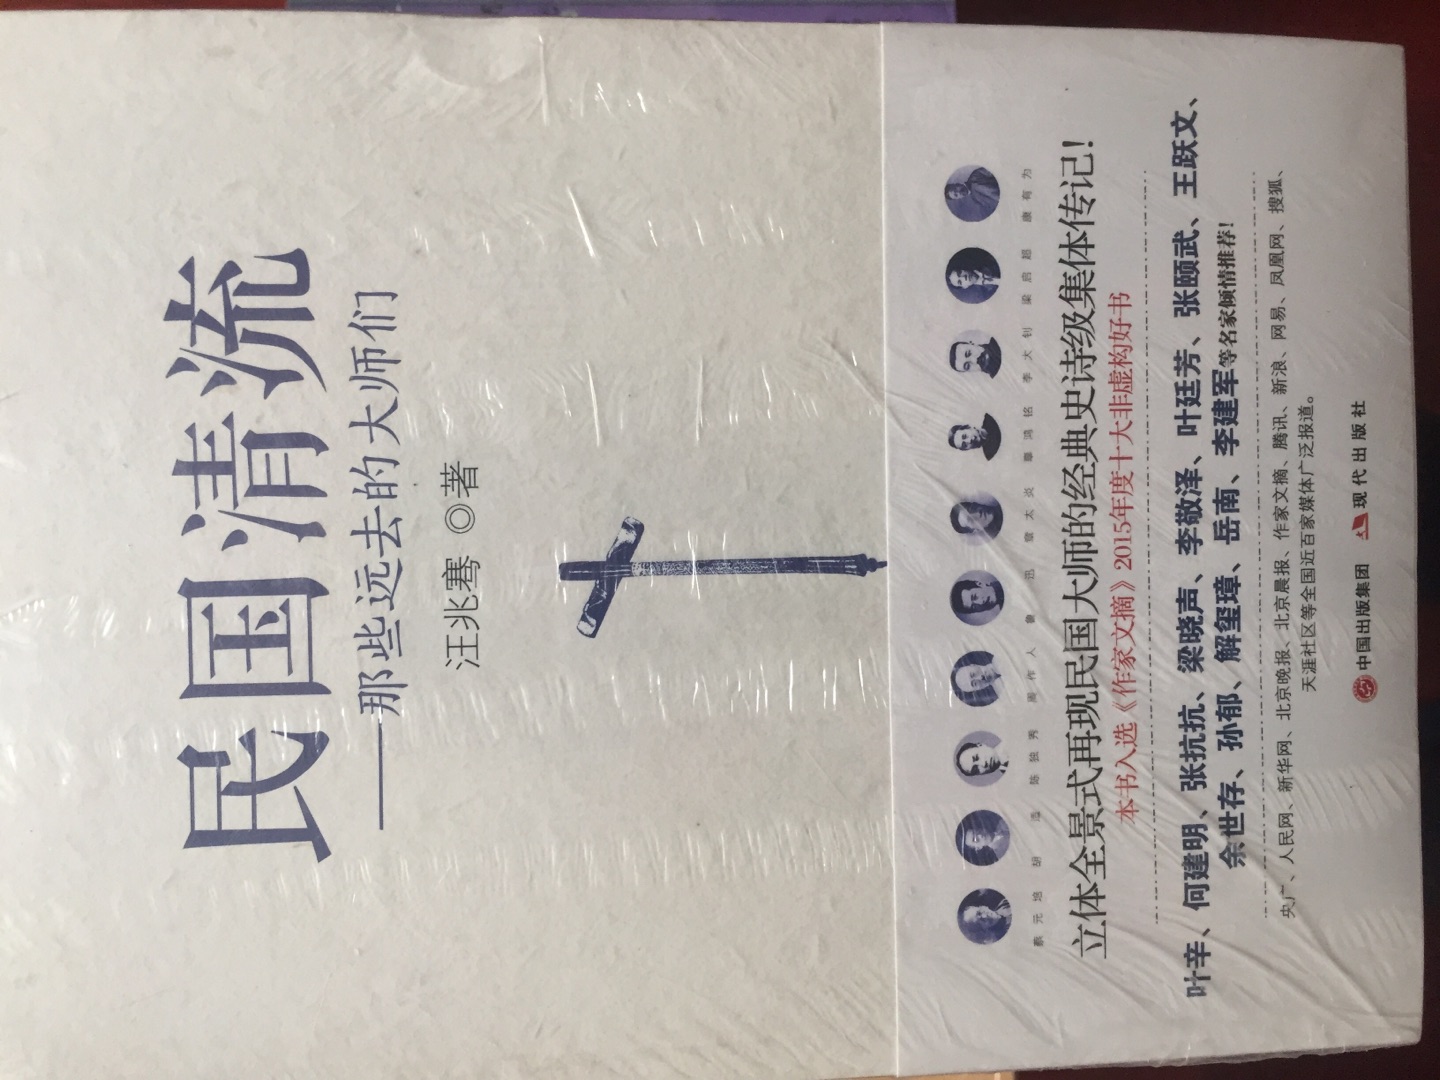 民国清流
——那些远去的大师们
汪兆骞 ◎著
蔡元培 胡适 陈独秀 周作人 鲁迅 章太炎 辜鸿铭 李大钊 梁启超 康有为
立体全景式再现民国大师的经典史诗级集体传记！
本书入选《作家文摘》2015年度十大非虚构好书
叶辛、何建明、张抗抗、梁晓声、李敬泽、叶廷芳、张颐武、王跃文、
余世存、孙郁、解玺璋、岳南、李建军等名家倾情推荐！
央广、人民网、新华网、北京晚报、北京晨报、作家文摘、腾讯、新浪、网易、凤凰网、搜狐、
天涯社区等全国近百家媒体广泛报道。
中国出版集团 现代出版社